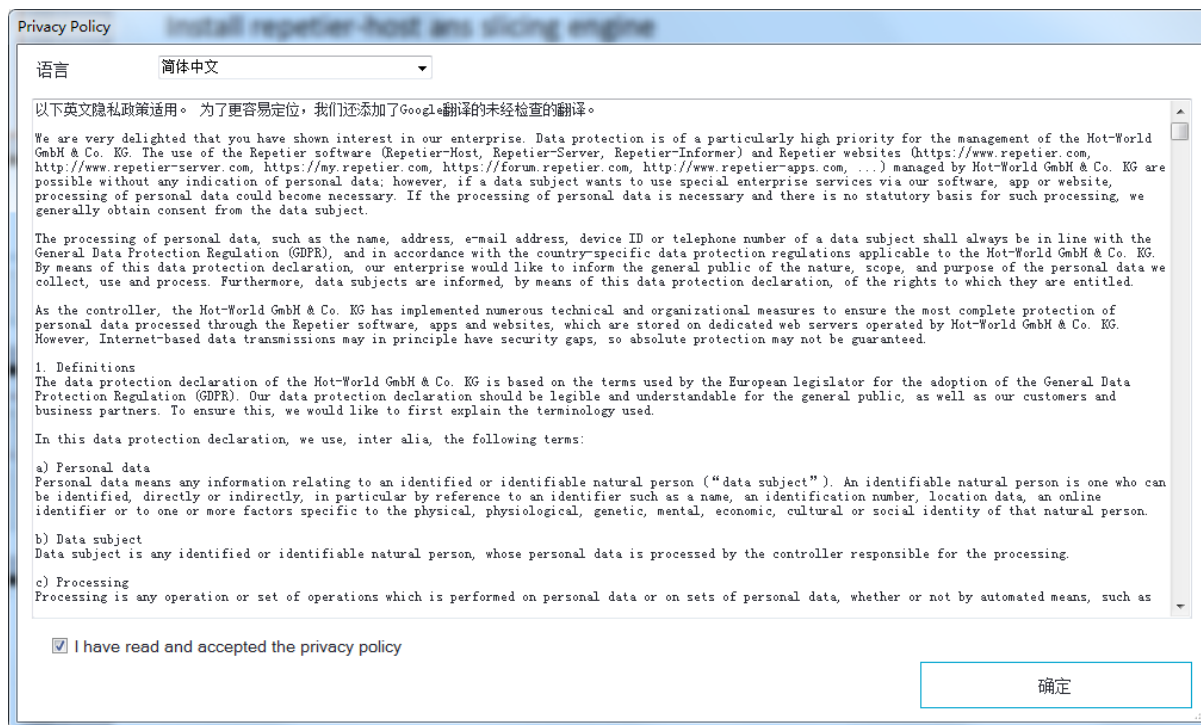 Install repetier-host ans slicing engine
Privacy Policy
语言
简体中文
以下英文隐私政策适用。 为了更容易定位，我们还添加了Google翻译的未经检查的翻译。
We are very delighted that you have shown interest in our enterprise. Data protection is of a particularly high priority for the management of the Hot-World
GmbH & Co. KG. The use of the Repetier software (Repetier-Host, Repetier-Server, Repetier-Informer) and Repetier websites (https://www.repetier.com,
http://www.repetier-server.com, https://my.repetier.com, https://forum.repetier.com, http://www.repetier-apps.com, ...) managed by Hot-World GmbH & Co. KG are
possible without any indication of personal data; however, if a data subject wants to use special enterprise services via our software, app or website,
processing of personal data could become necessary. If the processing of personal data is necessary and there is no statutory basis for such processing, we
generally obtain consent from the data subject.
The processing of personal data, such as the name, address, e-mail address, device ID or telephone number of a data subject shall always be in line with the
General Data Protection Regulation (GDPR), and in accordance with the country-specific data protection regulations applicable to the Hot-World GmbH & Co. KG.
By means of this data protection declaration, our enterprise would like to inform the general public of the nature, scope, and purpose of the personal data we
collect, use and process. Furthermore, data subjects are informed, by means of this data protection declaration, of the rights to which they are entitled.
As the controller, the Hot-World GmbH & Co. KG has implemented numerous technical and organizational measures to ensure the most complete protection of
personal data processed through the Repetier software, apps and websites, which are stored on dedicated web servers operated by Hot-World GmbH & Co. KG.
However, Internet-based data transmissions may in principle have security gaps, so absolute protection may not be guaranteed.
1. Definitions
The data protection declaration of the Hot-World GmbH & Co. KG is based on the terms used by the European legislator for the adoption of the General Data
Protection Regulation (GDPR). Our data protection declaration should be legible and understandable for the general public, as well as our customers and
business partners. To ensure this, we would like to first explain the terminology used.
In this data protection declaration, we use, inter alia, the following terms:
a) Personal data
Personal data means any information relating to an identified or identifiable natural person (“data subject”). An identifiable natural person is one who can
be identified, directly or indirectly, in particular by reference to an identifier such as a name, an identification number, location data, an online
identifier or to one or more factors specific to the physical, physiological, genetic, mental, economic, cultural or social identity of that natural person.
b) Data subject
Data subject is any identified or identifiable natural person, whose personal data is processed by the controller responsible for the processing.
c) Processing
Processing is any operation or set of operations which is performed on personal data or on sets of personal data, whether or not by automated means, such as
I have read and accepted the privacy policy
确定